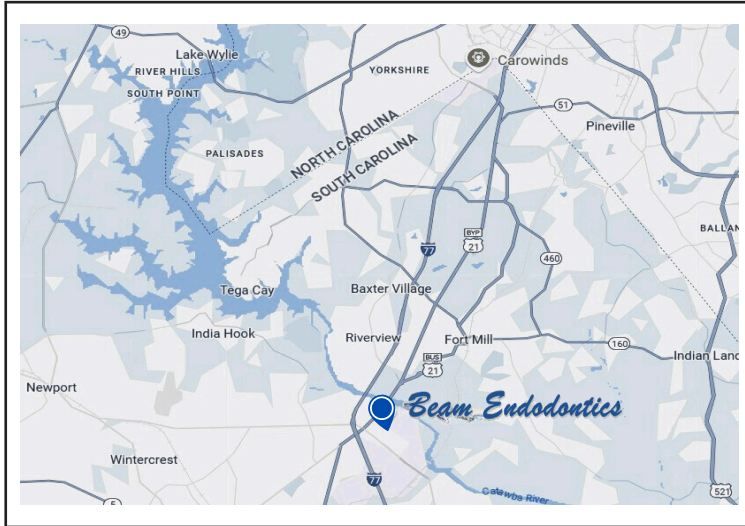 49
Lake Wylie
RIVER HILLS
SOUTH POINT
YORKSHIRE
Carowinds
51
Pineville
PALISADES
NORTH CAROLINA
SOUTH CAROLINA
BALLAN
BYP
21
77
460
Tega Cay
Baxter Village
India Hook
Riverview
Fort Mill
160
Indian Land
BUS
21
Newport
Beam Endodontics
Wintercrest
77
Catawba River
521
5